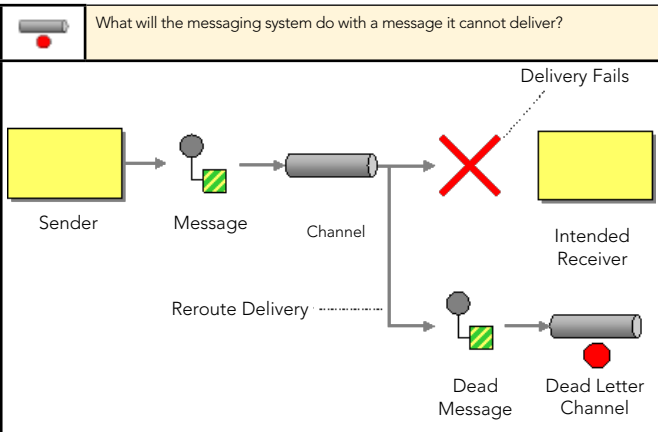 What will the messaging system do with a message it cannot deliver?
Delivery Fails
Sender
Message
Channel
Intended
Receiver
Reroute Delivery
Dead
Message
Dead Letter
Channel